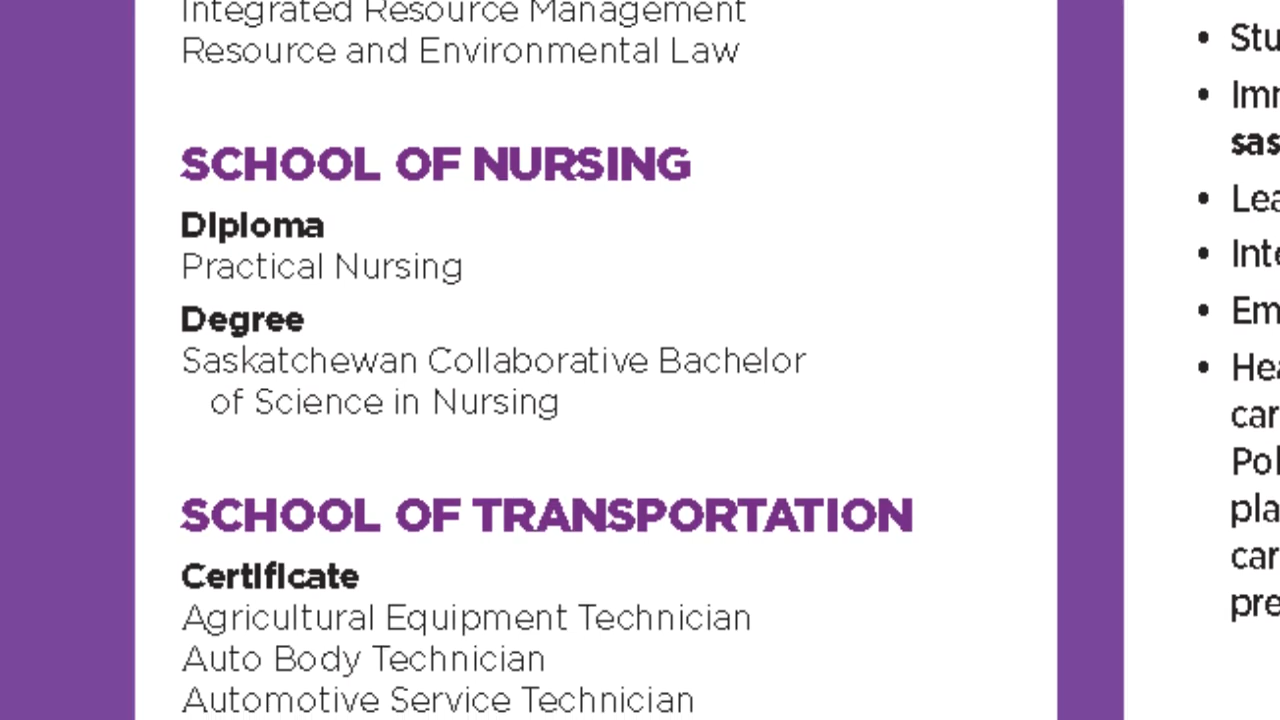 Integrated Resource Management
Resource and Environmental Law
SCHOOL OF NURSING
Diploma
Practical Nursing
Degree
Saskatchewan Collaborative Bachelor
of Science in Nursing
SCHOOL OF TRANSPORTATION
Certificate
Agricultural Equipment Technician
Auto Body Technician
Automotive Service Technician